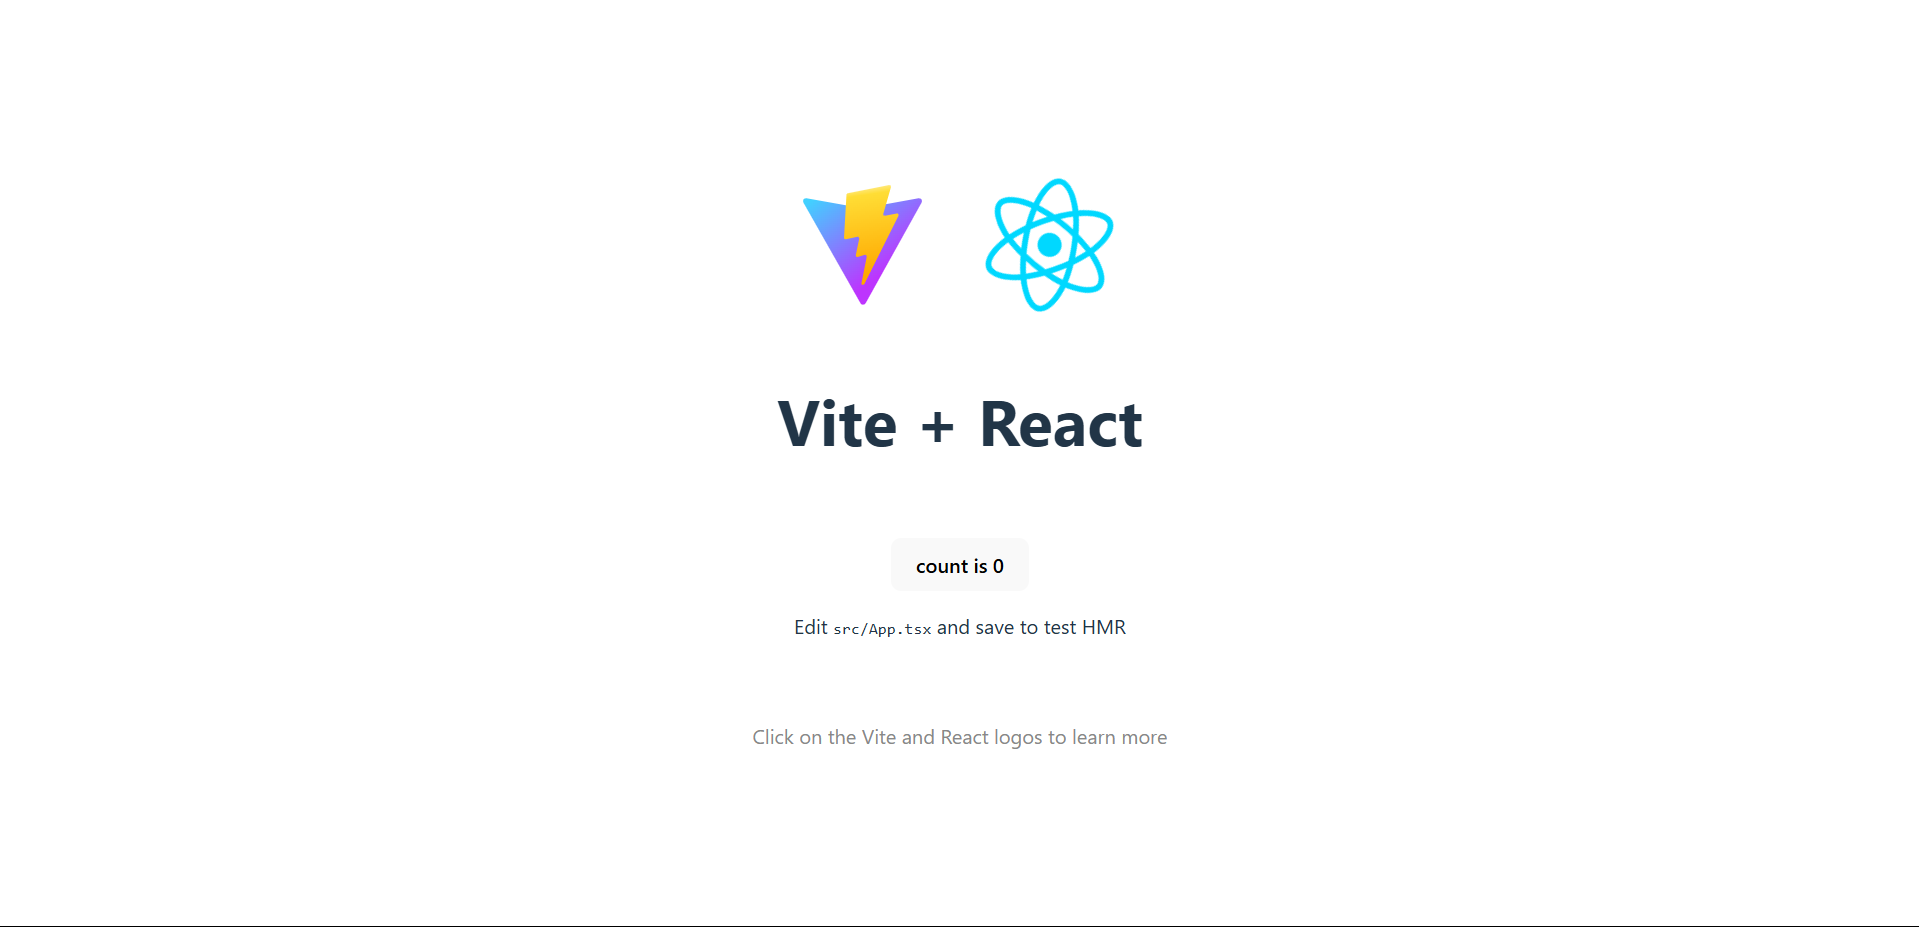 Vite + React
count is 0
Edit src/App.tsx and save to test HMR
Click on the Vite and React logos to learn more